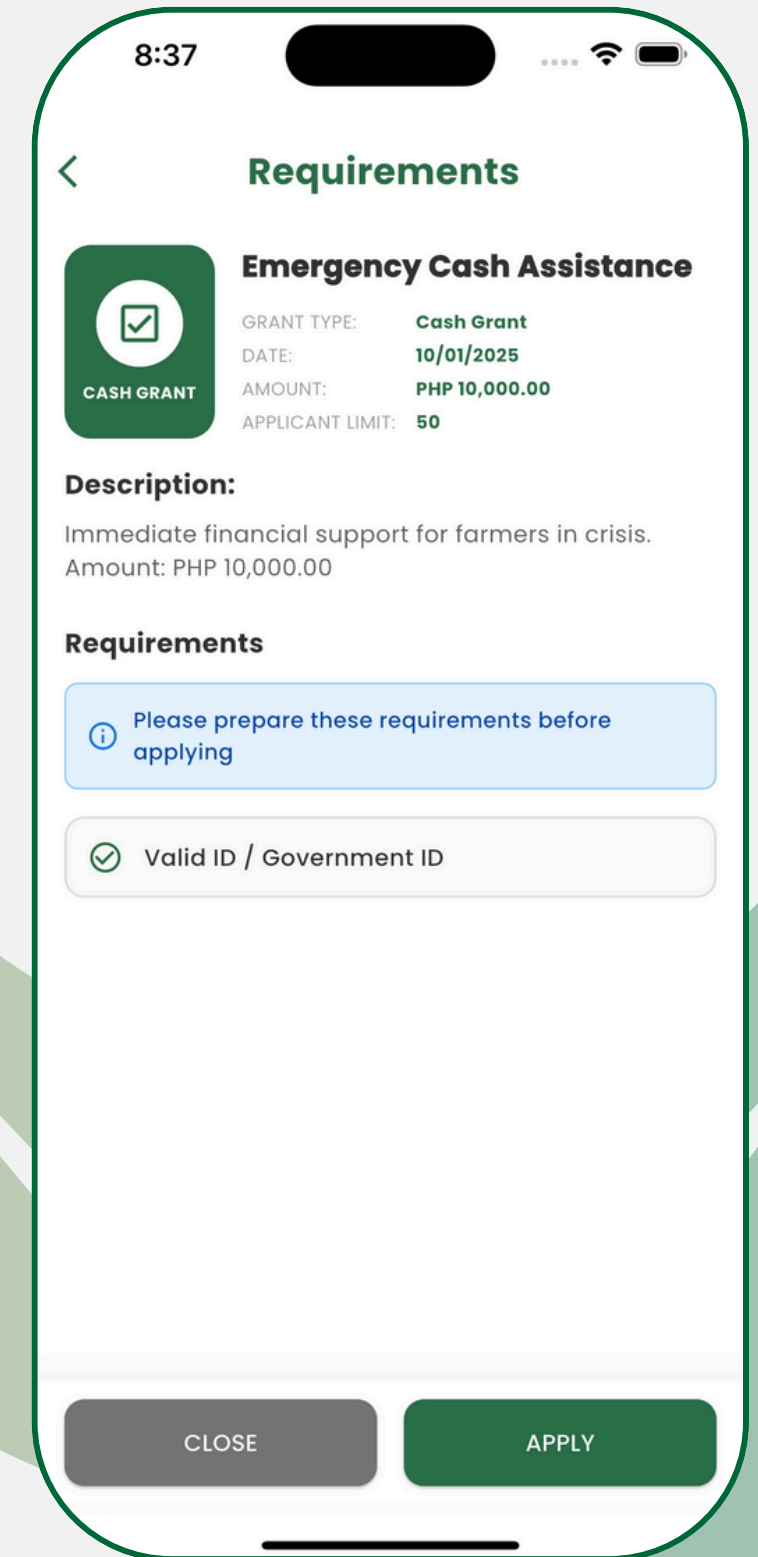 8:37
Requirements
Emergency Cash Assistance
CASH GRANT
GRANT TYPE: Cash Grant
DATE: 10/01/2025
AMOUNT: PHP 10,000.00
APPLICANT LIMIT: 50
Description:
Immediate financial support for farmers in crisis.
Amount: PHP 10,000.00
Requirements
Please prepare these requirements before
applying
Valid ID / Government ID
CLOSE
APPLY